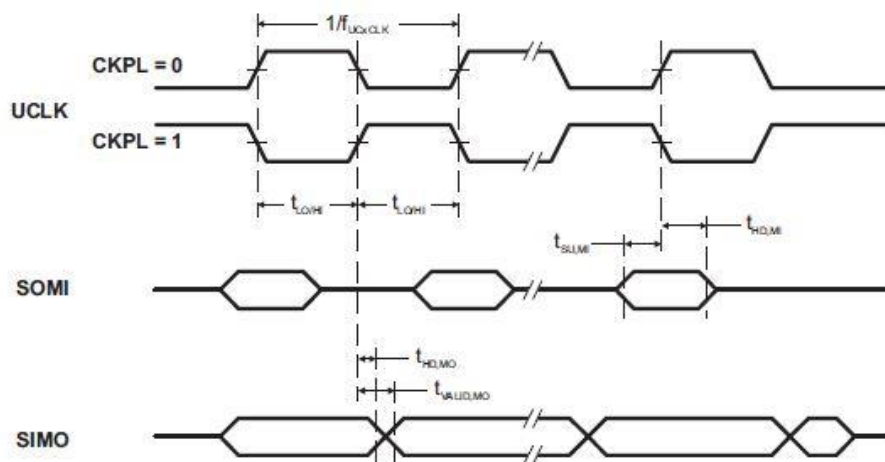 1/fUCxCLK
CKPL = 0
UCLK
CKPL = 1
tLO/HI
tLO/HI
tSU,MI
tHD,MI
SOMI
tHD,MO
tVALID,MO
SIMO